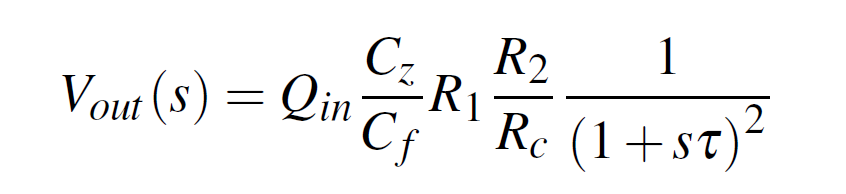 V_{out}(s) = Q_{in} \frac{C_z}{C_f} R_1 \frac{R_2}{R_c} \frac{1}{(1+s\tau)^2}